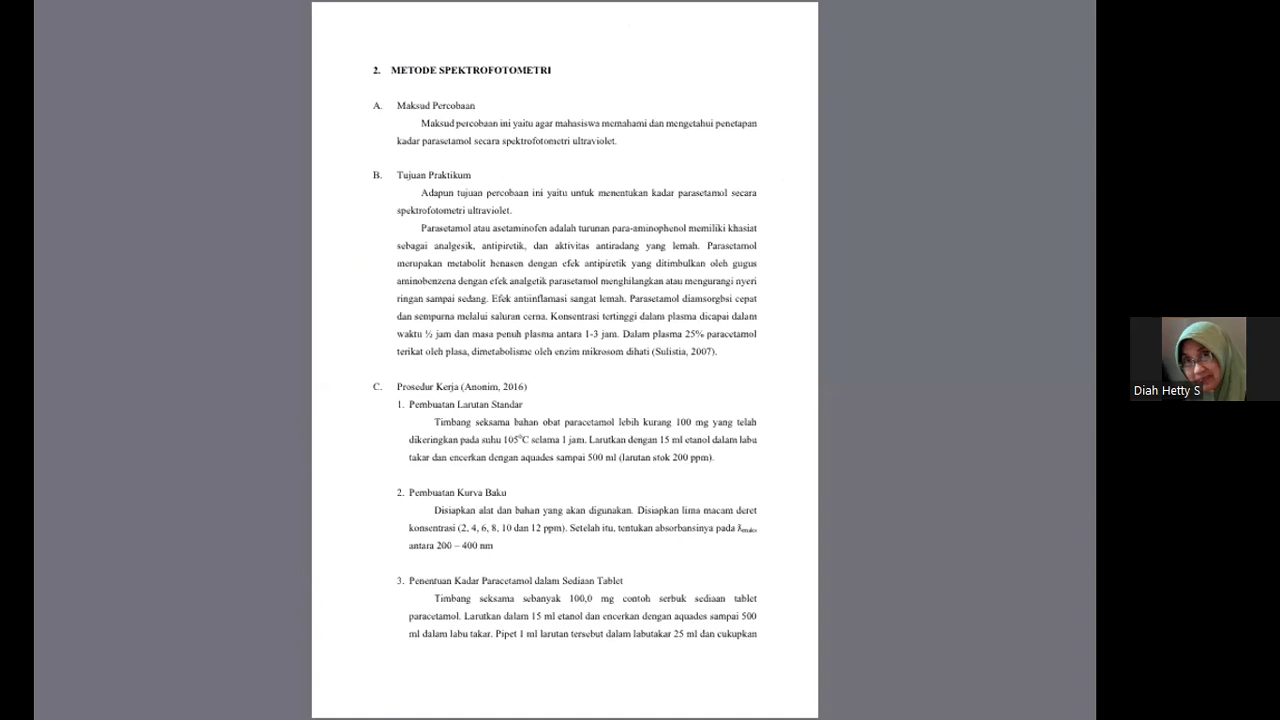 2. METODE SPEKTROFOTOMETRI
A. Maksud Percobaan
Maksud percobaan ini yaitu agar mahasiswa memahami dan mengetahui penetapan
kadar parasetamol secara spektrofotometri ultraviolet.
B. Tujuan Praktikum
Adapun tujuan percobaan ini yaitu untuk menentukan kadar parasetamol secara
spektrofotometri ultraviolet.
Parasetamol atau asetaminofen adalah turunan para-aminophenol memiliki khasiat
sebagai analgesik, antipiretik, dan aktivitas antiradang yang lemah. Parasetamol
merupakan metabolit henasen dengan efek antipiretik yang ditimbulkan oleh gugus
aminobenzena dengan efek analgetik parasetamol menghilangkan atau mengurangi nyeri
ringan sampai sedang. Efek antiinflamasi sangat lemah. Parasetamol diamsorgbsi cepat
dan sempurna melalui saluran cerna. Konsentrasi tertinggi dalam plasma dicapai dalam
waktu ½ jam dan masa penuh plasma antara 1-3 jam. Dalam plasma 25% paracetamol
terikat oleh plasa, dimetabolisme oleh enzim mikrosom dihati (Sulistia, 2007).
C. Prosedur Kerja (Anonim, 2016)
1. Pembuatan Larutan Standar
Timbang seksama bahan obat paracetamol lebih kurang 100 mg yang telah
dikeringkan pada suhu 105⁰C selama 1 jam. Larutkan dengan 15 ml etanol dalam labu
takar dan encerkan dengan aquades sampai 500 ml (larutan stok 200 ppm).
2. Pembuatan Kurva Baku
Disiapkan alat dan bahan yang akan digunakan. Disiapkan lima macam deret
konsentrasi (2, 4, 6, 8, 10 dan 12 ppm). Setelah itu, tentukan absorbansinya pada λmaks
antara 200 – 400 nm
3. Penentuan Kadar Paracetamol dalam Sediaan Tablet
Timbang seksama sebanyak 100,0 mg contoh serbuk sediaan tablet
paracetamol. Larutkan dalam 15 ml etanol dan encerkan dengan aquades sampai 500
ml dalam labu takar. Pipet 1 ml larutan tersebut dalam labutakar 25 ml dan cukupkan
Diah Hetty S